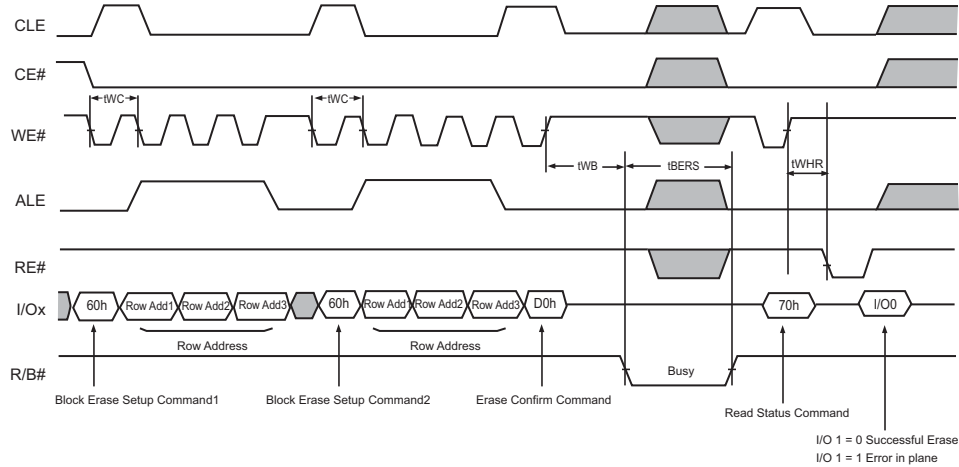 CLE
CE#
tWC
tWC
WE#
tWB
tBERS
tWHR
ALE
RE#
I/Ox
60h
Row Add1
Row Add2
Row Add3
60h
Row Add1
Row Add2
Row Add3
D0h
70h
I/O0
Row Address
Row Address
R/B#
Busy
Block Erase Setup Command1
Block Erase Setup Command2
Erase Confirm Command
Read Status Command
I/O 1 = 0 Successful Erase
I/O 1 = 1 Error in plane